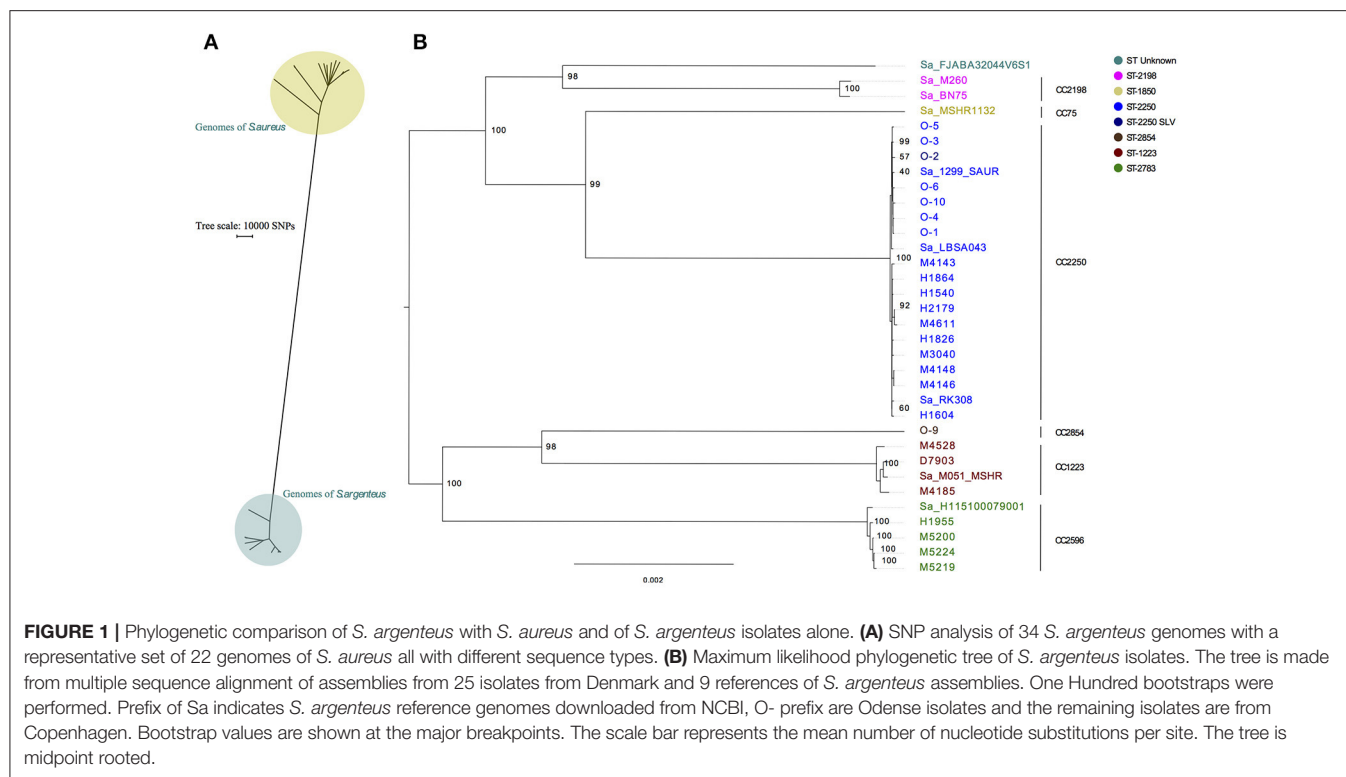 A
B
Genomes of S.aureus
Tree scale: 10000 SNPs
Genomes of S.argenteus
98
100
100
99
99
57
40
100
92
60
98
100
100
100
100
100
100
Sa_FJABA32044V6S1
Sa_M260
Sa_BN75
Sa_MSHR1132
O-5
O-3
O-2
Sa_1299_SAUR
O-6
O-10
O-4
O-1
Sa_LBSA043
M4143
H1864
H1540
H2179
M4611
H1826
M3040
M4148
M4146
Sa_RK308
H1604
O-9
M4528
D7903
Sa_M051_MSHR
M4185
Sa_H115100079001
H1955
M5200
M5224
M5219
CC2198
CC75
CC2250
CC2854
CC1223
CC2596
0.002
ST Unknown
ST-2198
ST-1850
ST-2250
ST-2250 SLV
ST-2854
ST-1223
ST-2783
FIGURE 1 | Phylogenetic comparison of S. argenteus with S. aureus and of S. argenteus isolates alone. (A) SNP analysis of 34 S. argenteus genomes with a
representative set of 22 genomes of S. aureus all with different sequence types. (B) Maximum likelihood phylogenetic tree of S. argenteus isolates. The tree is made
from multiple sequence alignment of assemblies from 25 isolates from Denmark and 9 references of S. argenteus assemblies. One Hundred bootstraps were
performed. Prefix of Sa indicates S. argenteus reference genomes downloaded from NCBI, O- prefix are Odense isolates and the remaining isolates are from
Copenhagen. Bootstrap values are shown at the major breakpoints. The scale bar represents the mean number of nucleotide substitutions per site. The tree is
midpoint rooted.